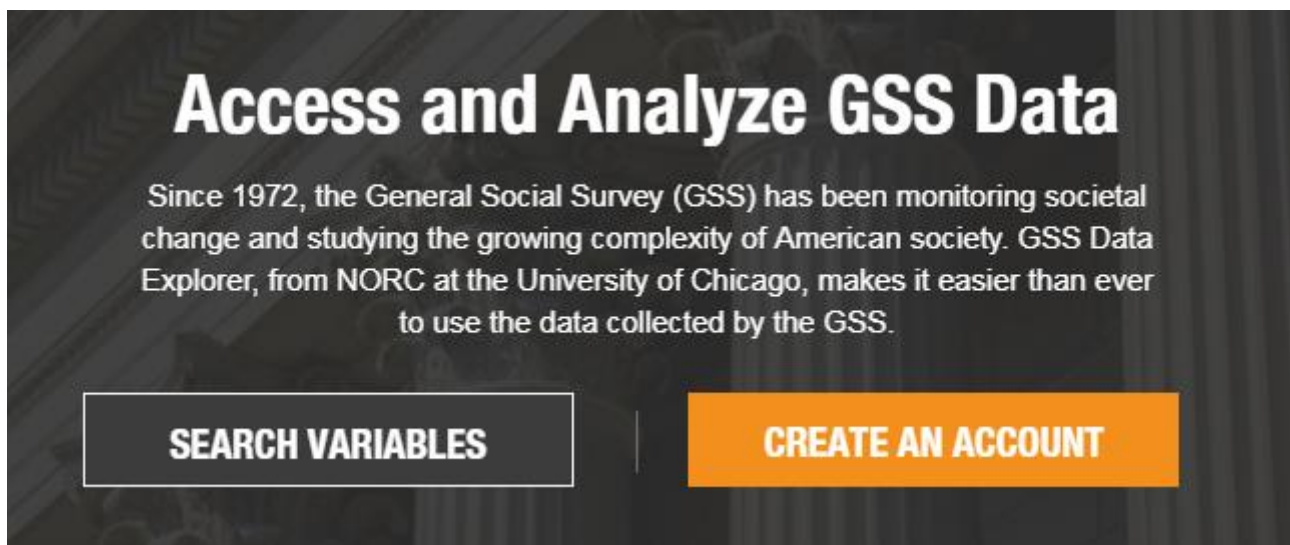 Access and Analyze GSS Data
Since 1972, the General Social Survey (GSS) has been monitoring societal
change and studying the growing complexity of American society. GSS Data
Explorer, from NORC at the University of Chicago, makes it easier than ever
to use the data collected by the GSS.
SEARCH VARIABLES
CREATE AN ACCOUNT